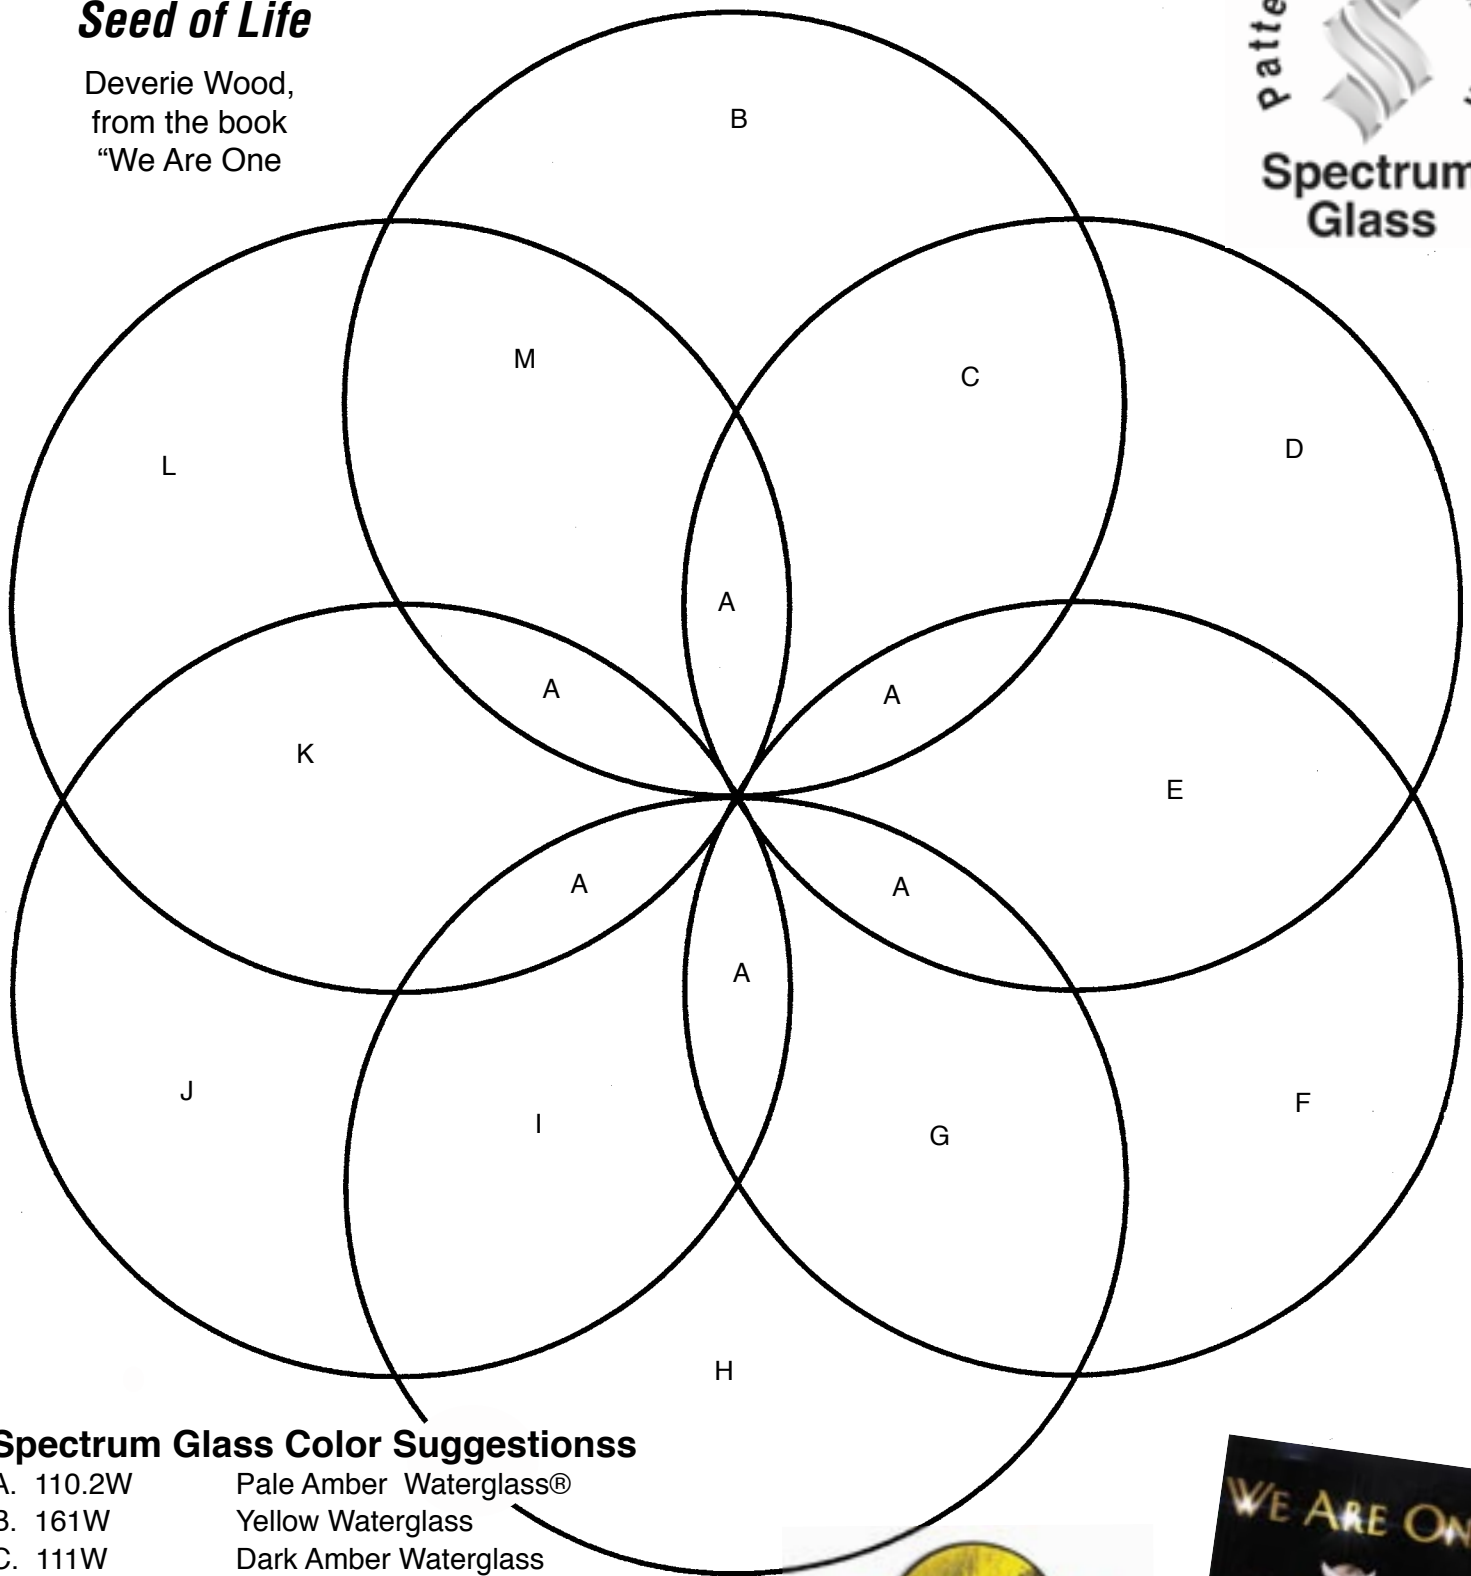 Seed of Life
Deverie Wood,
from the book
“We Are One
Spectrum
Glass
B
M
C
L
D
A
A
A
K
E
A
A
A
J
I
G
F
H
Spectrum Glass Color Suggestionss
A. 110.2W Pale Amber Waterglass®
B. 161W Yellow Waterglass
C. 111W Dark Amber Waterglass
WE ARE ON